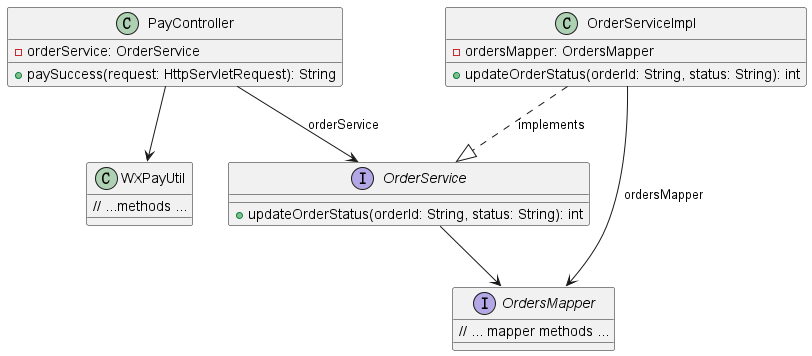 C PayController
orderService: OrderService
paySuccess(request: HttpServletRequest): String
C OrderServiceImpl
ordersMapper: OrdersMapper
updateOrderStatus(orderId: String, status: String): int
orderService
implements
C WXPayUtil
// ...methods ...
I OrderService
updateOrderStatus(orderId: String, status: String): int
ordersMapper
I OrdersMapper
// ... mapper methods ...